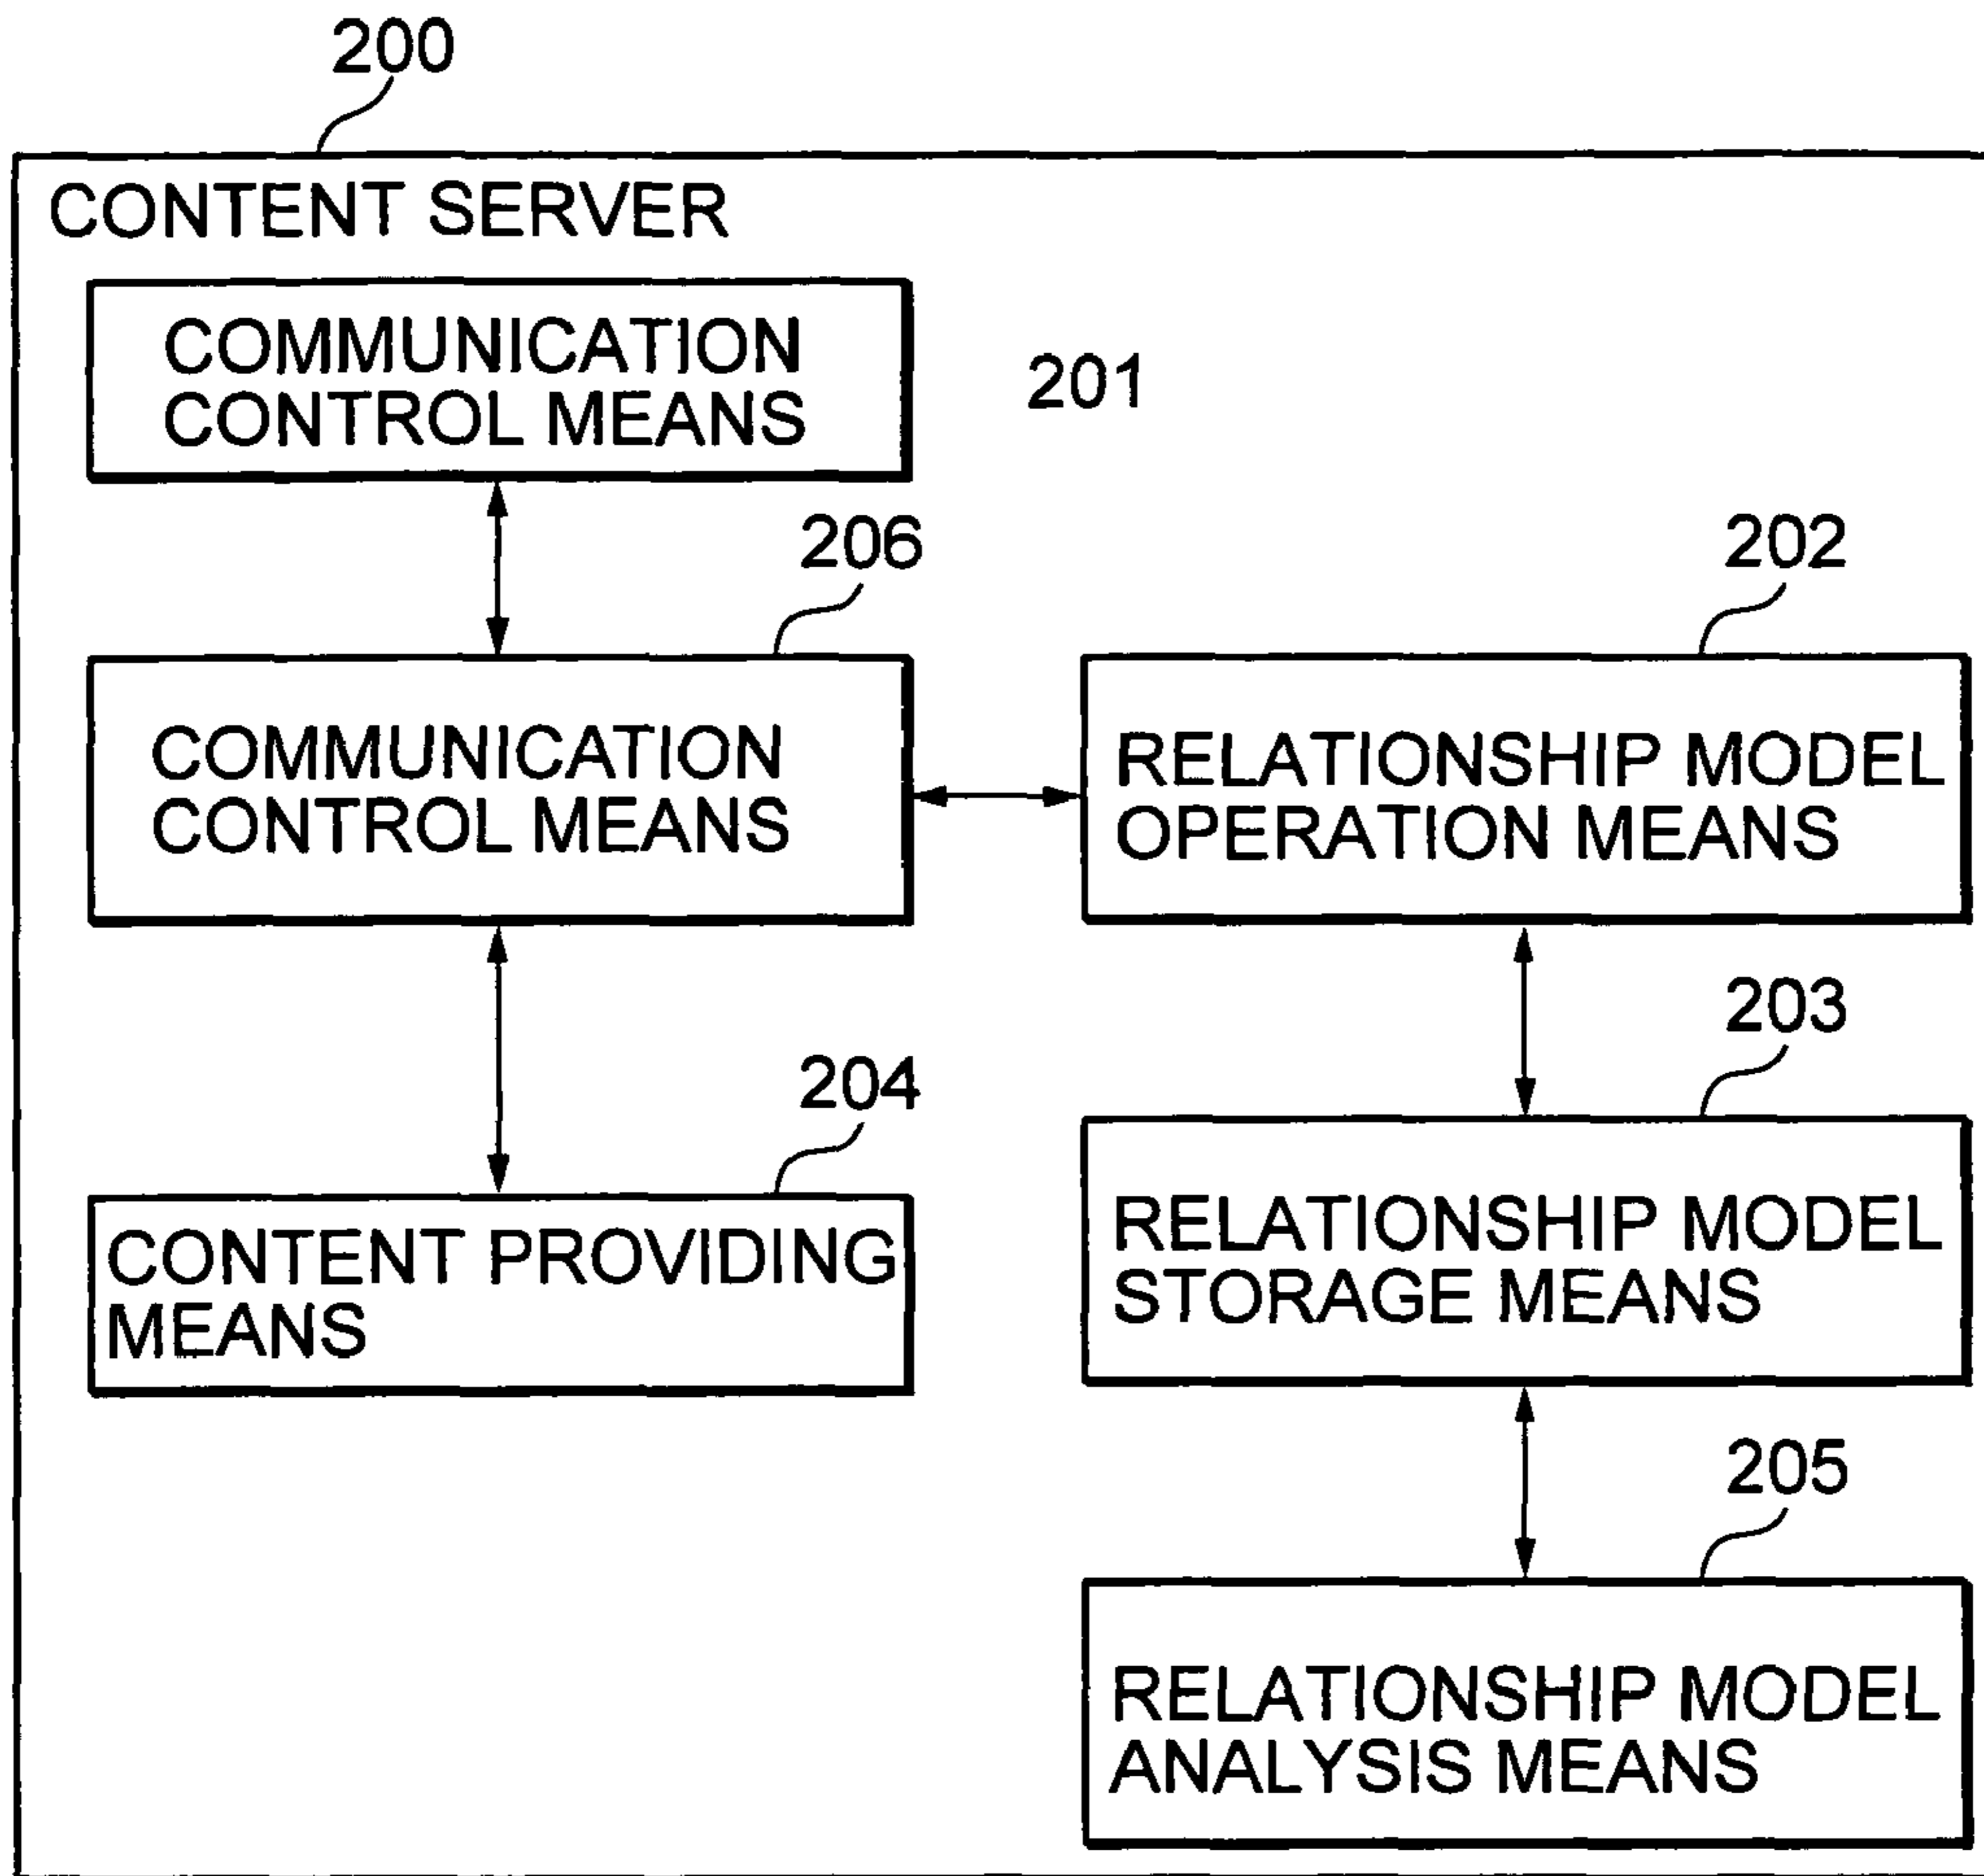 200
CONTENT SERVER
COMMUNICATION
CONTROL MEANS
201
206
COMMUNICATION
CONTROL MEANS
202
RELATIONSHIP MODEL
OPERATION MEANS
203
RELATIONSHIP MODEL
STORAGE MEANS
204
CONTENT PROVIDING
MEANS
205
RELATIONSHIP MODEL
ANALYSIS MEANS